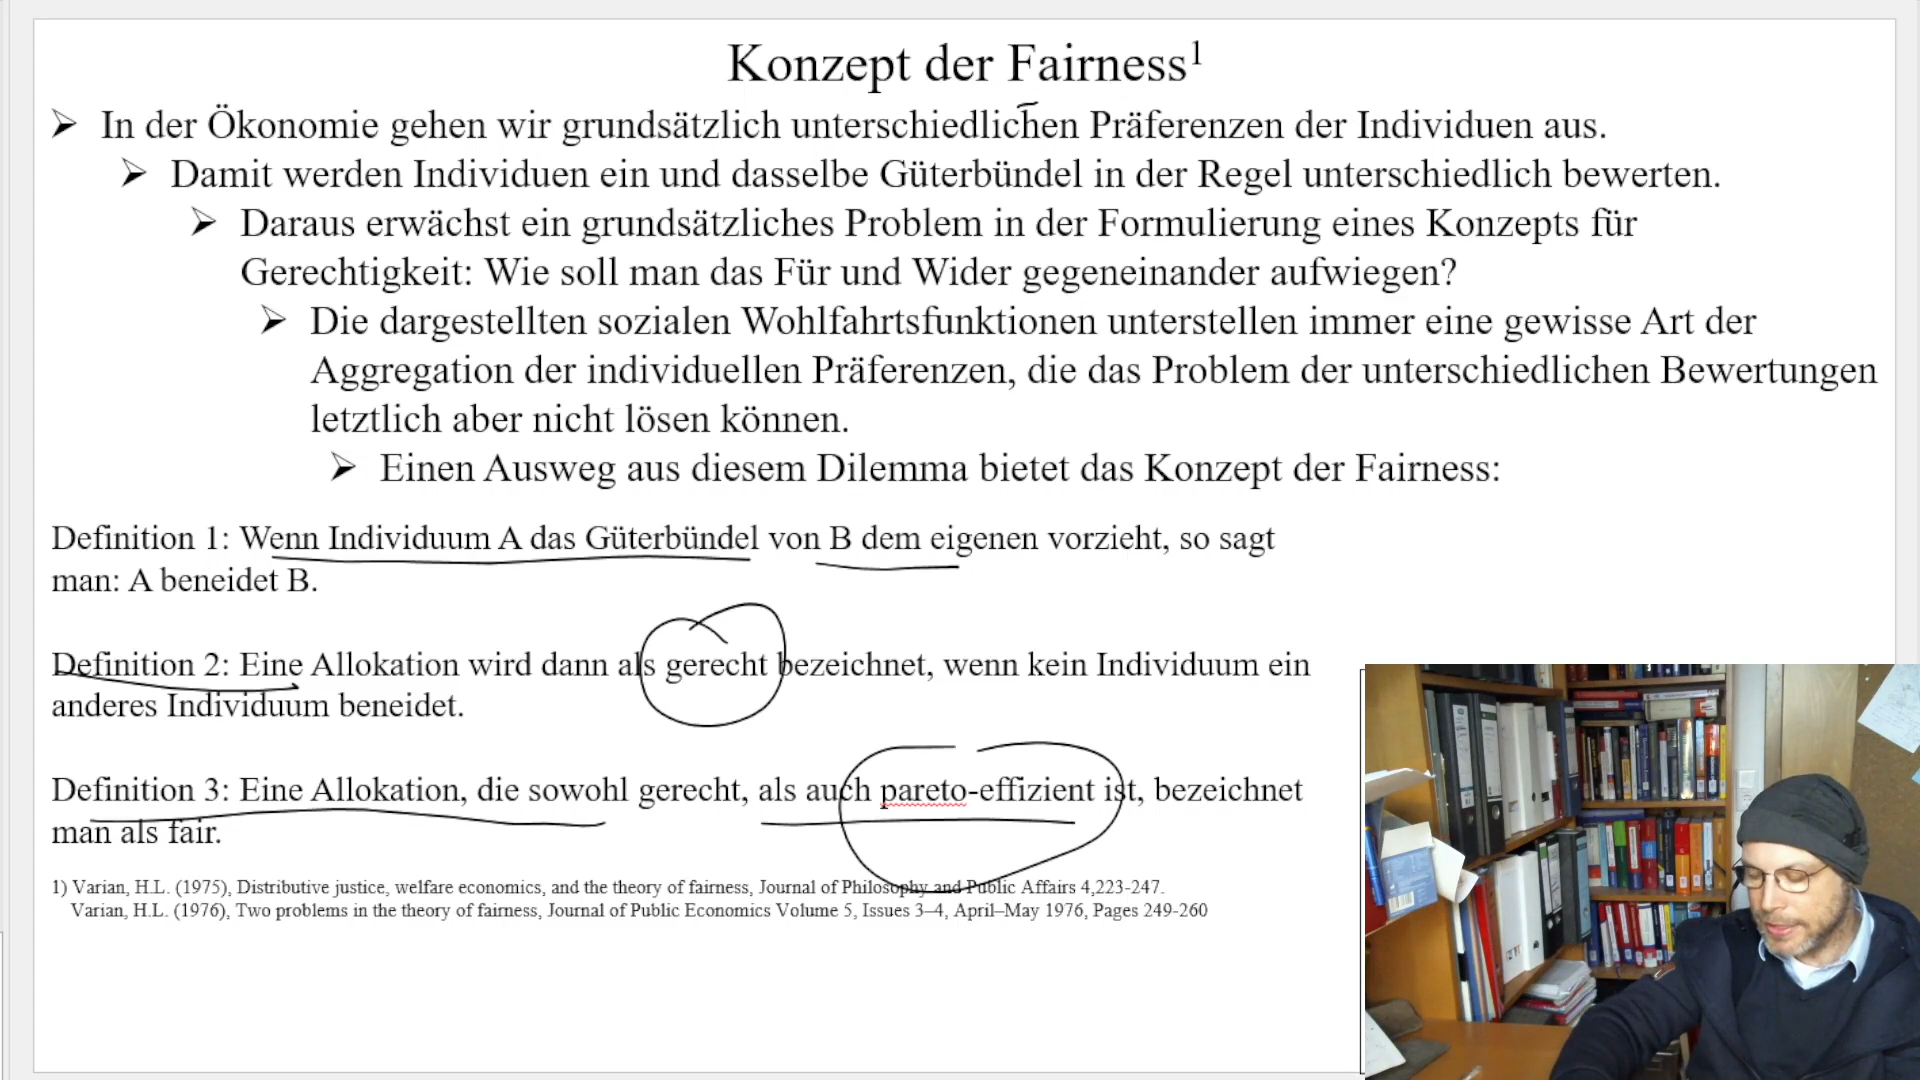 Konzept der Fairness¹
➤ In der Ökonomie gehen wir grundsätzlich unterschiedlichen Präferenzen der Individuen aus.
➤ Damit werden Individuen ein und dasselbe Güterbündel in der Regel unterschiedlich bewerten.
➤ Daraus erwächst ein grundsätzliches Problem in der Formulierung eines Konzepts für
Gerechtigkeit: Wie soll man das Für und Wider gegeneinander aufwiegen?
➤ Die dargestellten sozialen Wohlfahrtsfunktionen unterstellen immer eine gewisse Art der
Aggregation der individuellen Präferenzen, die das Problem der unterschiedlichen Bewertungen
letztlich aber nicht lösen können.
➤ Einen Ausweg aus diesem Dilemma bietet das Konzept der Fairness:
Definition 1: Wenn Individuum A das Güterbündel von B dem eigenen vorzieht, so sagt
man: A beneidet B.
Definition 2: Eine Allokation wird dann als gerecht bezeichnet, wenn kein Individuum ein
anderes Individuum beneidet.
Definition 3: Eine Allokation, die sowohl gerecht, als auch pareto-effizient ist, bezeichnet
man als fair.
1) Varian, H.L. (1975), Distributive justice, welfare economics, and the theory of fairness, Journal of Philosophy and Public Affairs 4,223-247.
Varian, H.L. (1976), Two problems in the theory of fairness, Journal of Public Economics Volume 5, Issues 3–4, April–May 1976, Pages 249-260